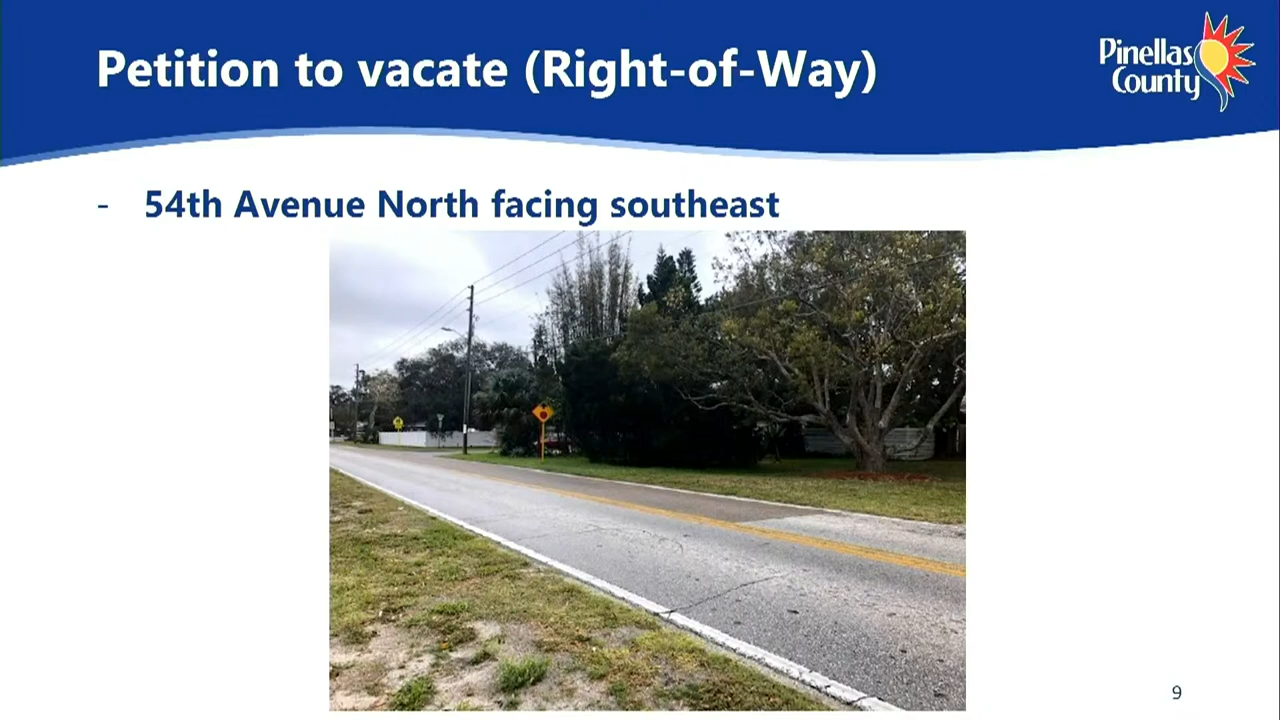 Petition to vacate (Right-of-Way)
Pinellas
County
- 54th Avenue North facing southeast
9